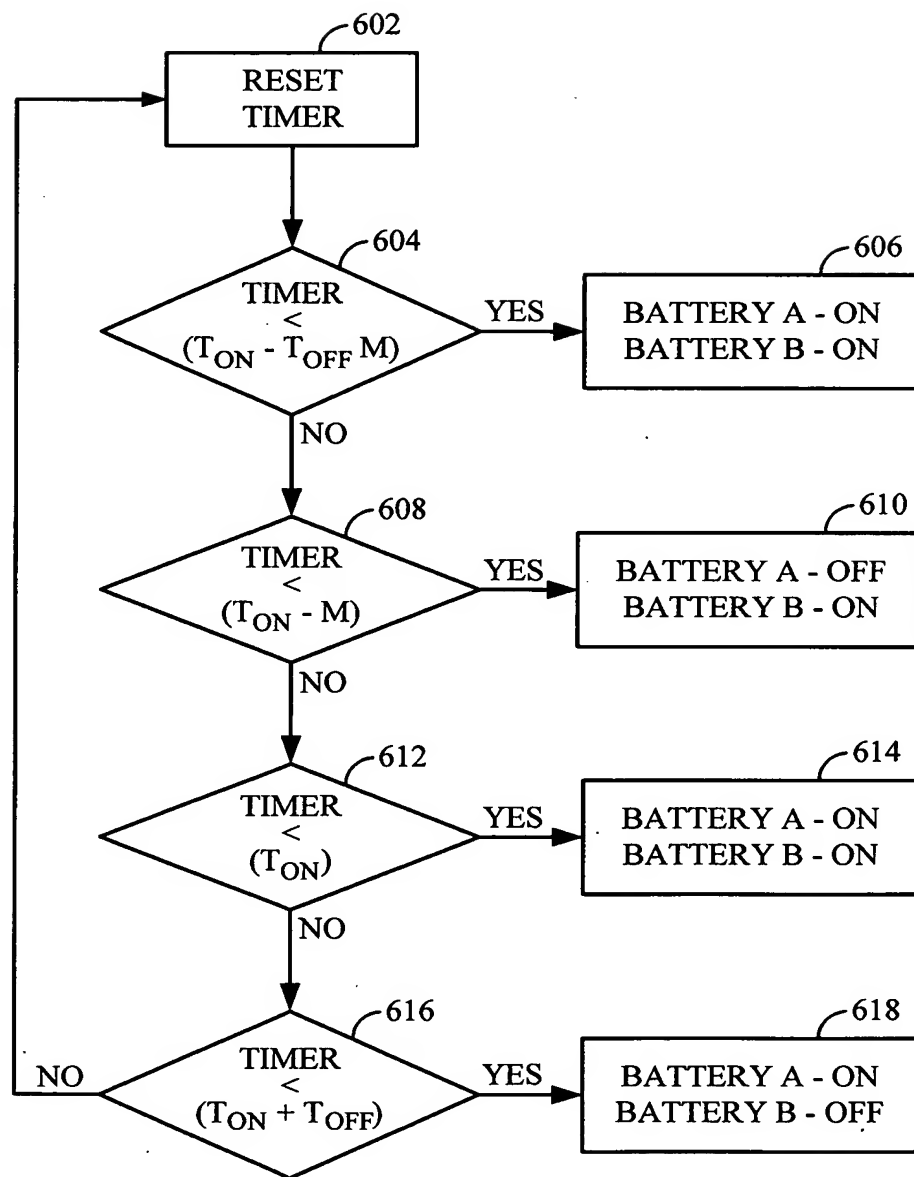 602
RESET
TIMER
604
TIMER
<
(T_ON - T_OFF M)
YES
606
BATTERY A - ON
BATTERY B - ON
NO
608
TIMER
<
(T_ON - M)
YES
610
BATTERY A - OFF
BATTERY B - ON
NO
612
TIMER
<
(T_ON)
YES
614
BATTERY A - ON
BATTERY B - ON
NO
616
TIMER
<
(T_ON + T_OFF)
NO
YES
618
BATTERY A - ON
BATTERY B - OFF